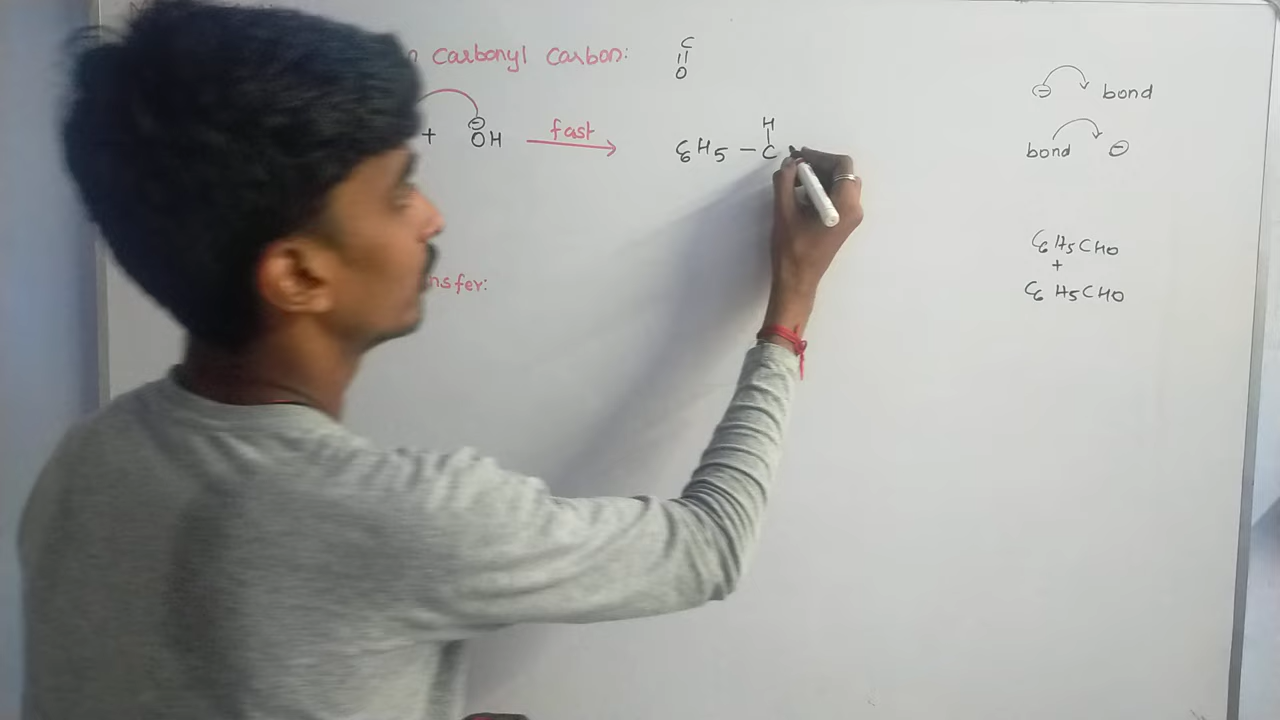 Carbonyl Carbon:
C
||
O
+ ⊖OH fast
H
|
C6H5 – C
nsfer:
⊖ bond
bond ⊖
C6H5CHO
+
C6H5CHO